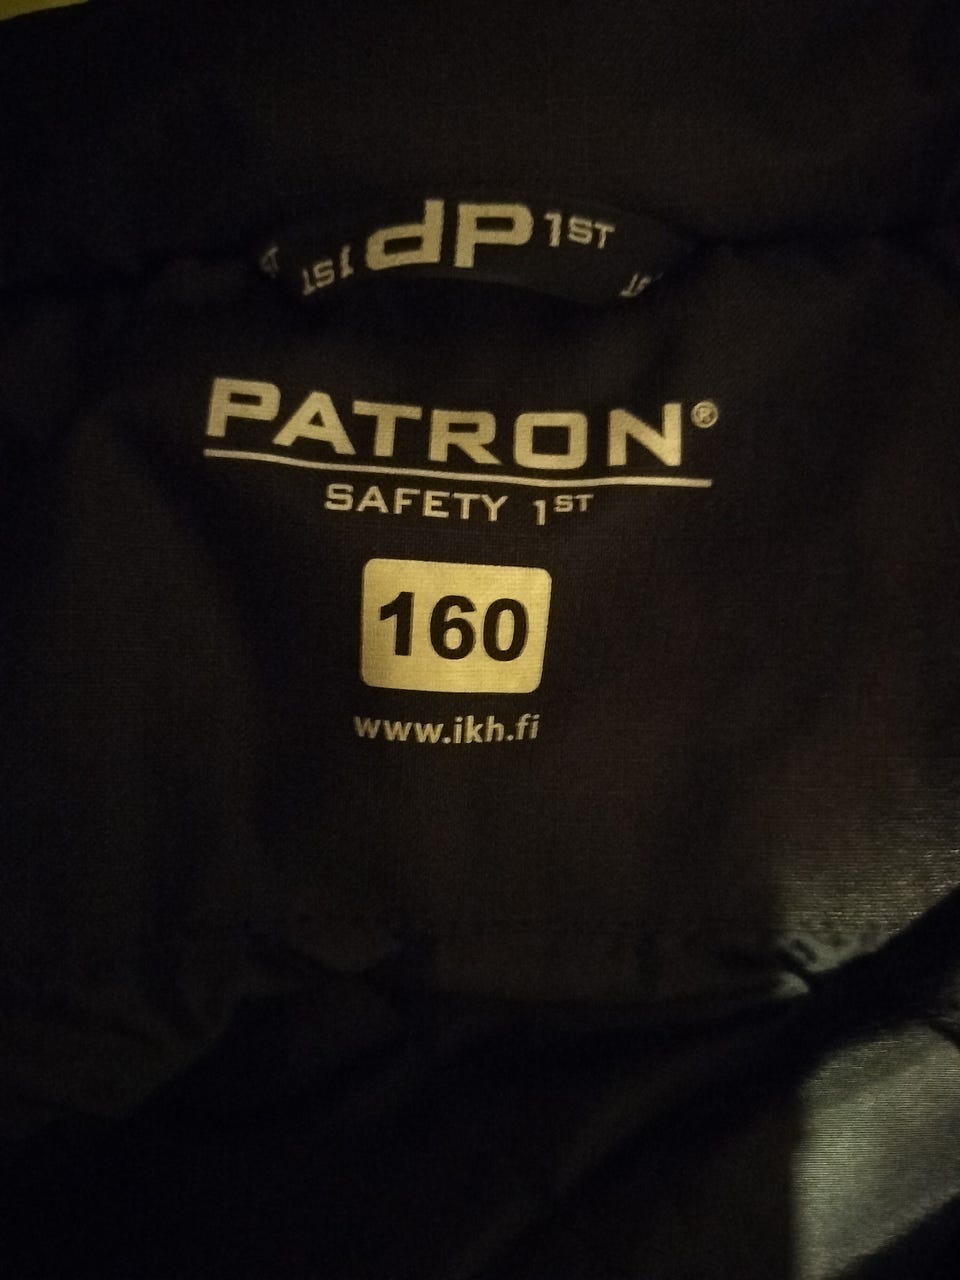 1ST dP 1ST
PATRON®
SAFETY 1ST
160
www.ikh.fi